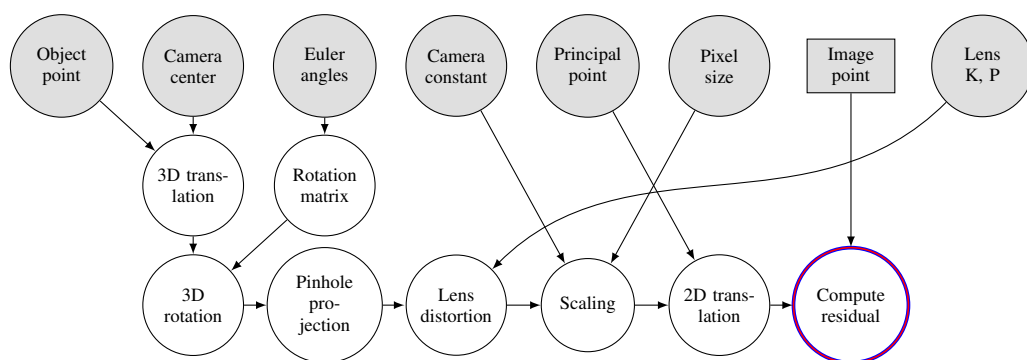 Object
point
Camera
center
Euler
angles
Camera
constant
Principal
point
Pixel
size
Image
point
Lens
K, P
3D trans-
lation
Rotation
matrix
3D
rotation
Pinhole
pro-
jection
Lens
distortion
Scaling
2D trans-
lation
Compute
residual